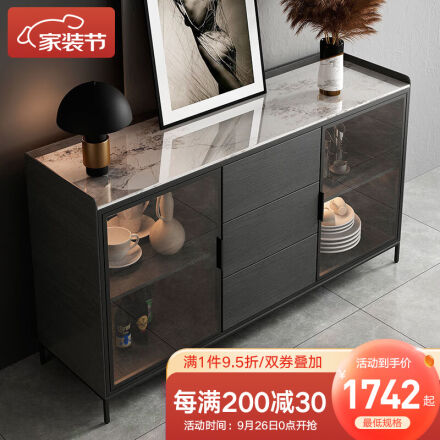 家装节
满1件9.5折/双券叠加
每满200减30
活动时间：9月26日0点开抢
活动到手价
1742起
最低规格